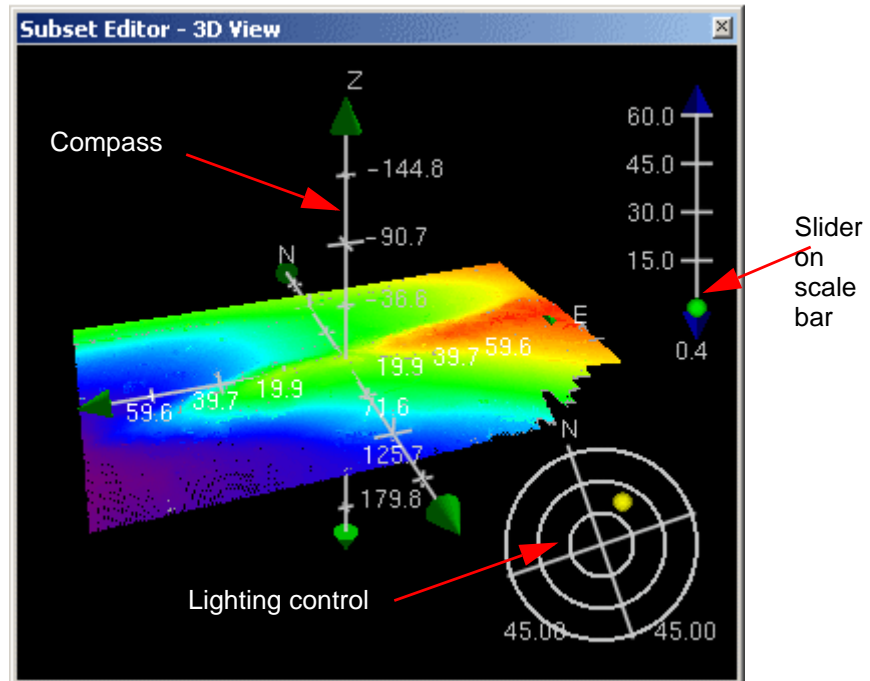 Subset Editor - 3D View
Z
Compass
-144.8
-90.7
N
-36.6
E
19.9
39.7
59.6
59.6
39.7
19.9
71.6
125.7
179.8
60.0
45.0
30.0
15.0
0.4
Slider
on
scale
bar
N
Lighting control
45.00
45.00